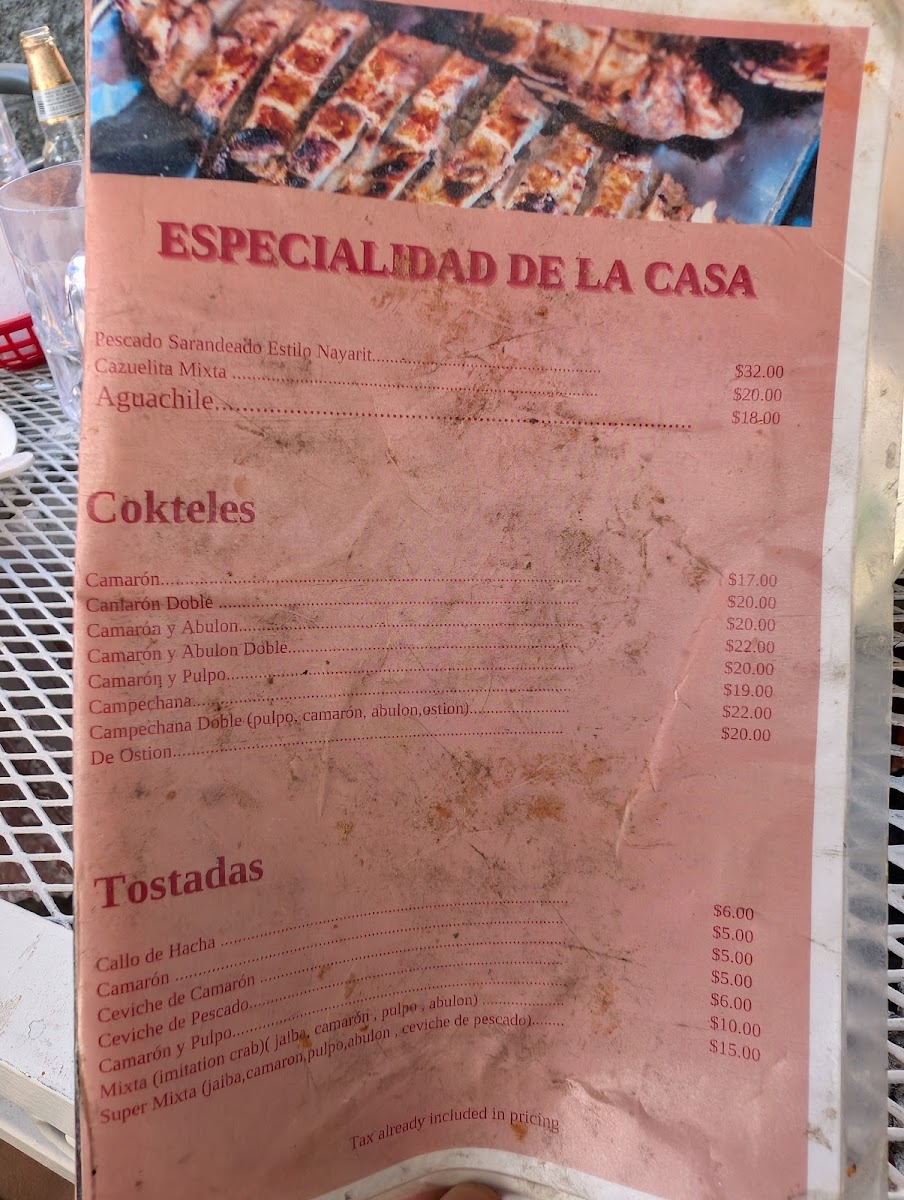 ESPECIALIDAD DE LA CASA
Pescado Sarandeado Estilo Nayarit.................................................... $32.00
Cazuelita Mixta ................................................................ $20.00
Aguachile................................................................ $18.00
Cokteles
Camarón................................................................ $17.00
Camarón Doble ................................................................ $20.00
Camarón y Abulon................................................................ $20.00
Camarón y Abulon Doble................................................................ $22.00
Camarón y Pulpo................................................................ $20.00
Campechana................................................................ $19.00
Campechana Doble (pulpo, camaron, abulon,ostion)..................... $22.00
De Ostion................................................................ $20.00
Tostadas
Callo de Hacha ................................................................ $6.00
Camarón ................................................................ $5.00
Ceviche de Camarón ................................................................ $5.00
Ceviche de Pescado................................................................ $5.00
Camarón y Pulpo................................................................ $6.00
Mixta (imitation crab)( jaiba, camarón , pulpo , abulon) ................. $10.00
Super Mixta (jaiba,camaron,pulpo,abulon , ceviche de pescado)........ $15.00
Tax already included in pricing